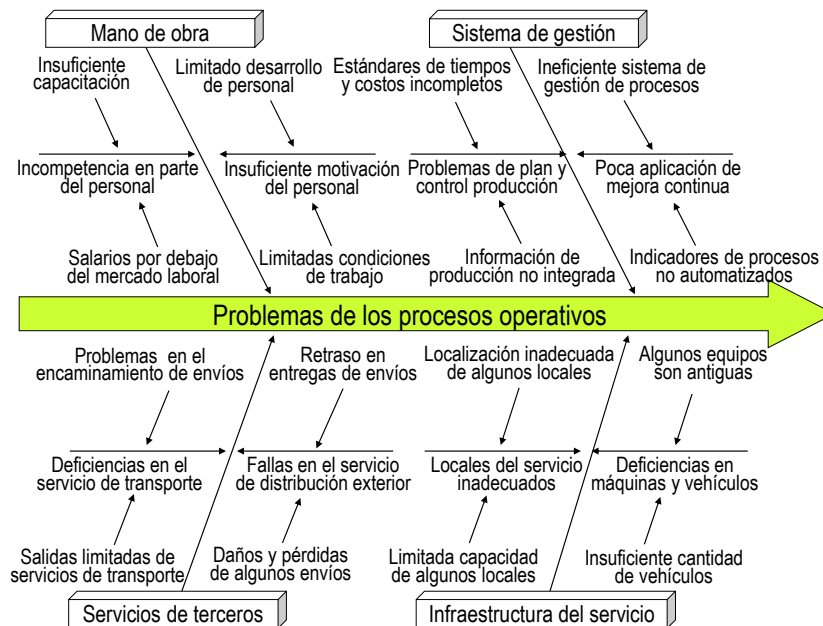 Mano de obra
Sistema de gestión
Insuficiente
capacitación
Limitado desarrollo
de personal
Estándares de tiempos
y costos incompletos
Ineficiente sistema de
gestión de procesos
Incompetencia en parte
del personal
Insuficiente motivación
del personal
Problemas de plan y
control producción
Poca aplicación de
mejora continua
Salarios por debajo
del mercado laboral
Limitadas condiciones
de trabajo
Información de
producción no integrada
Indicadores de procesos
no automatizados
Problemas de los procesos operativos
Problemas en el
encaminamiento de envíos
Retraso en
entregas de envíos
Localización inadecuada
de algunos locales
Algunos equipos
son antiguas
Deficiencias en el
servicio de transporte
Fallas en el servicio
de distribución exterior
Locales del servicio
inadecuados
Deficiencias en
máquinas y vehículos
Salidas limitadas de
servicios de transporte
Daños y pérdidas
de algunos envíos
Limitada capacidad
de algunos locales
Insuficiente cantidad
de vehículos
Servicios de terceros
Infraestructura del servicio